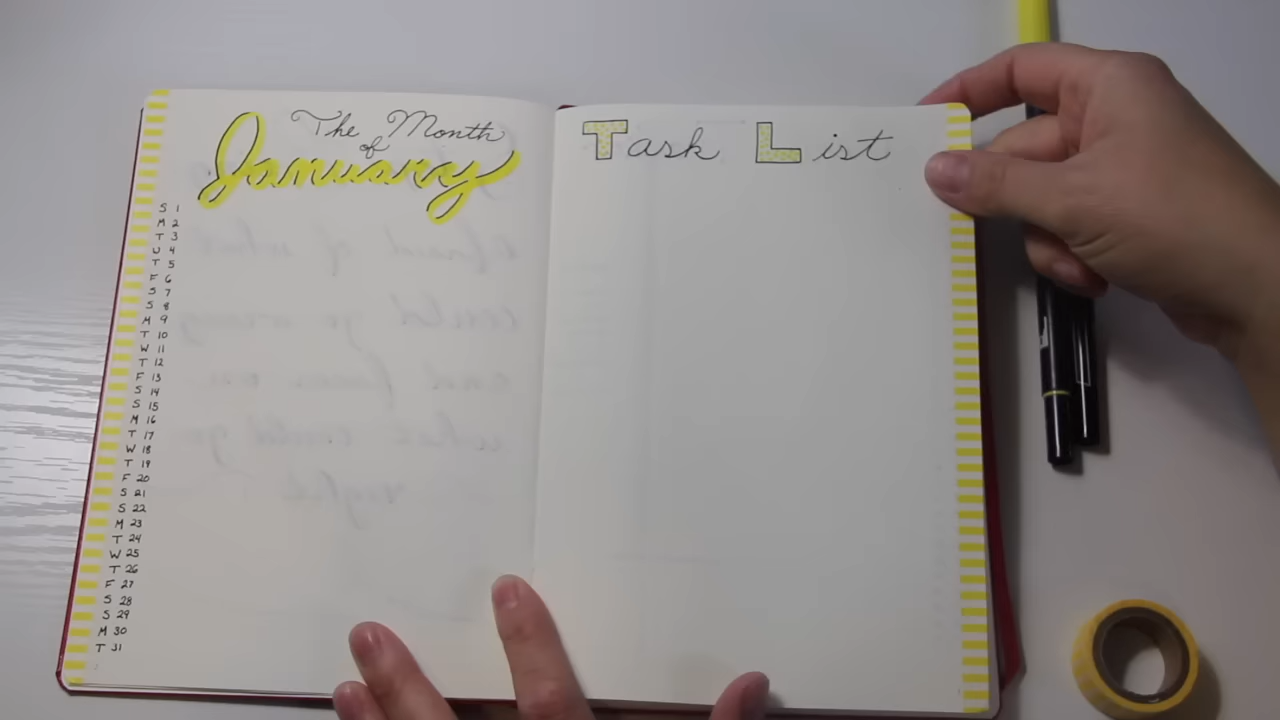 The Month
of
January
S 1
M 2
T 3
W 4
T 5
F 6
S 7
S 8
M 9
T 10
W 11
T 12
F 13
S 14
S 15
M 16
T 17
W 18
T 19
F 20
S 21
S 22
M 23
T 24
W 25
T 26
F 27
S 28
S 29
M 30
T 31
Task List